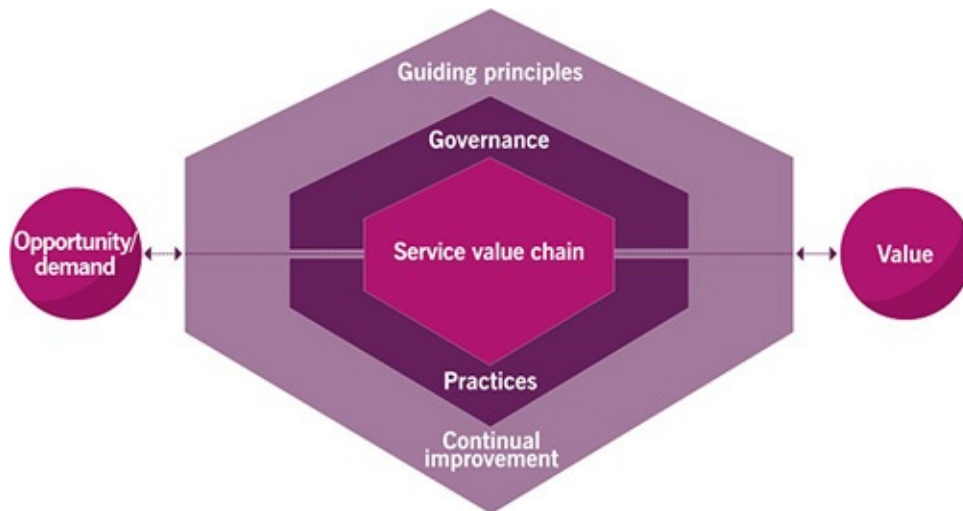 Guiding principles
Governance
Opportunity/
demand
Service value chain
Value
Practices
Continual
improvement